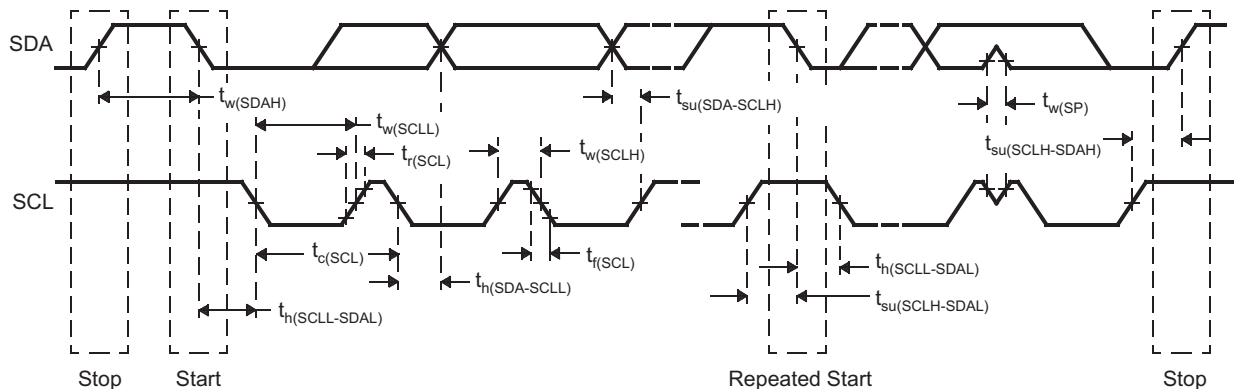 SDA
t_w(SDAH)
t_su(SDA-SCLH)
t_w(SP)
t_w(SCLL)
t_r(SCL)
t_w(SCLH)
t_su(SCLH-SDAH)
SCL
t_c(SCL)
t_f(SCL)
t_h(SDA-SCLL)
t_h(SCLL-SDAL)
t_su(SCLH-SDAL)
t_h(SCLL-SDAL)
Stop
Start
Repeated Start
Stop